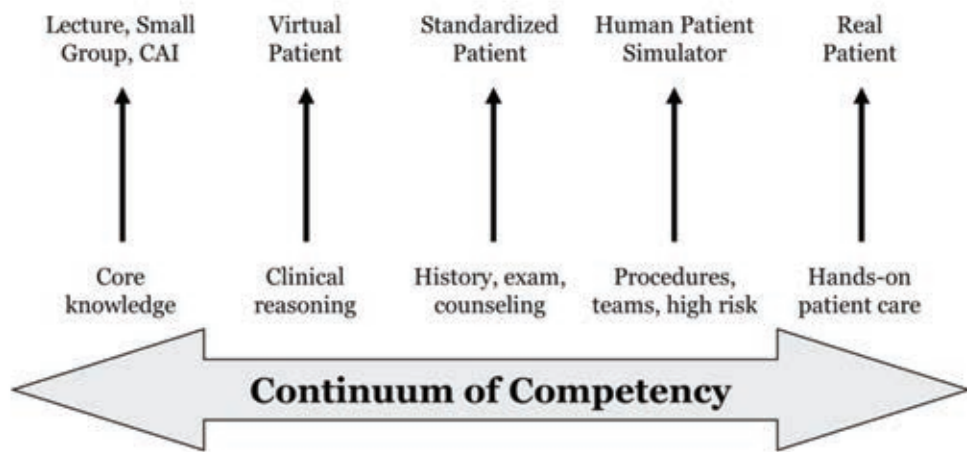 Lecture, Small
Group, CAI
Virtual
Patient
Standardized
Patient
Human Patient
Simulator
Real
Patient
Core
knowledge
Clinical
reasoning
History, exam,
counseling
Procedures,
teams, high risk
Hands-on
patient care
Continuum of Competency